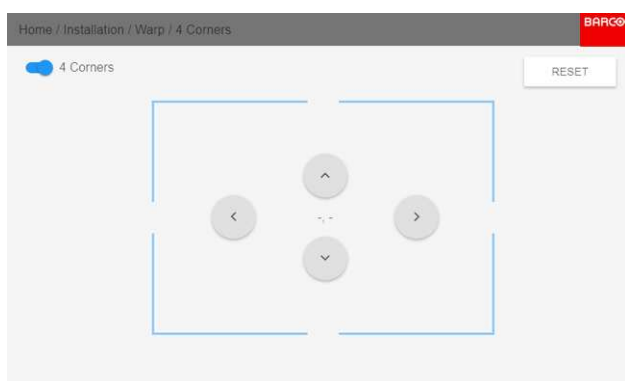 Home / Installation / Warp / 4 Corners
BARCO
4 Corners
RESET
-, -